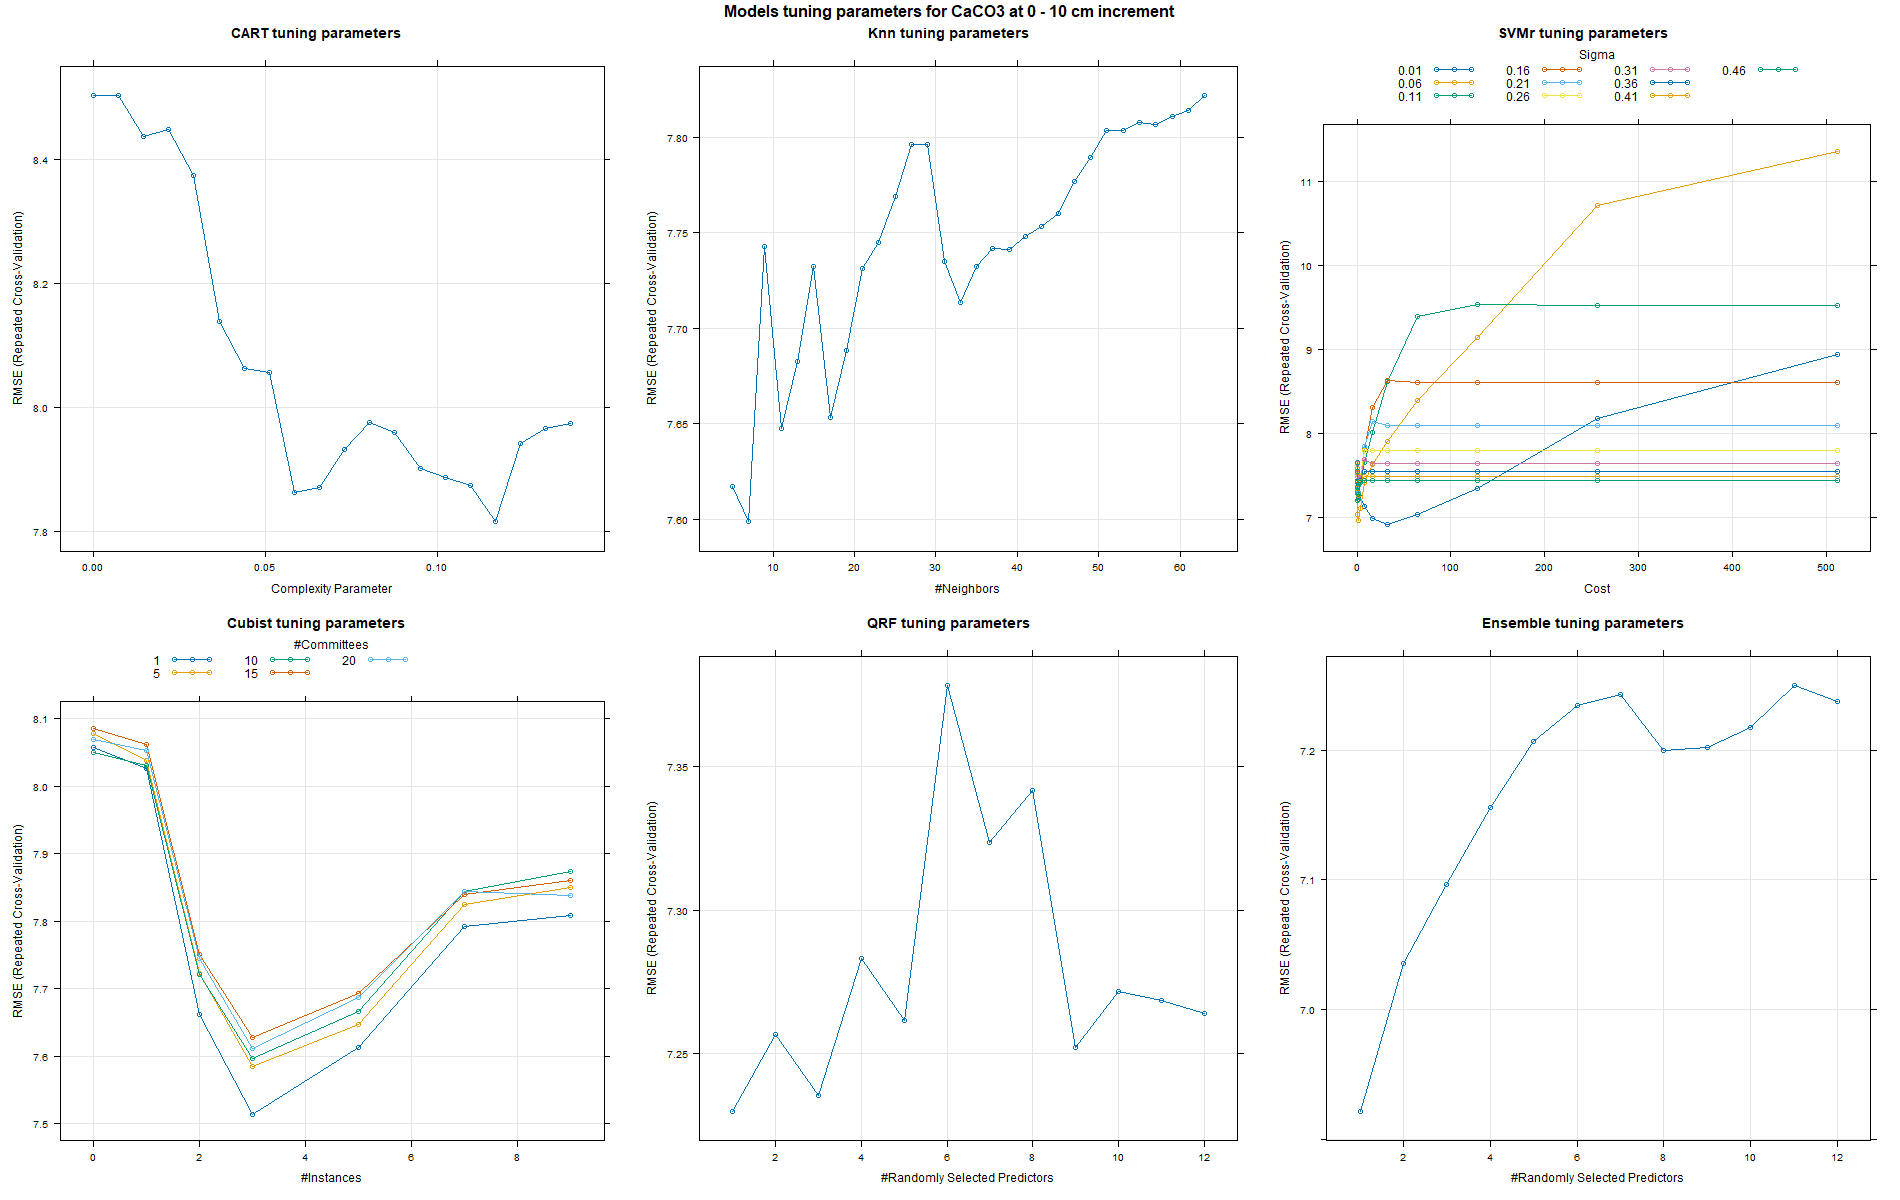 Models tuning parameters for CaCO3 at 0 - 10 cm increment
CART tuning parameters
8.4
8.2
8.0
7.8
RMSE (Repeated Cross-Validation)
0.00 0.05 0.10
Complexity Parameter
Knn tuning parameters
7.80
7.75
7.70
7.65
7.60
RMSE (Repeated Cross-Validation)
10 20 30 40 50 60
#Neighbors
SVMr tuning parameters
Sigma
0.01 0.16 0.31 0.46
0.06 0.21 0.36
0.11 0.26 0.41
11
10
9
8
7
RMSE (Repeated Cross-Validation)
0 100 200 300 400 500
Cost
Cubist tuning parameters
#Committees
1 10 20
5 15
8.1
8.0
7.9
7.8
7.7
7.6
7.5
RMSE (Repeated Cross-Validation)
0 2 4 6 8
#Instances
QRF tuning parameters
7.35
7.30
7.25
RMSE (Repeated Cross-Validation)
2 4 6 8 10 12
#Randomly Selected Predictors
Ensemble tuning parameters
7.2
7.1
7.0
RMSE (Repeated Cross-Validation)
2 4 6 8 10 12
#Randomly Selected Predictors